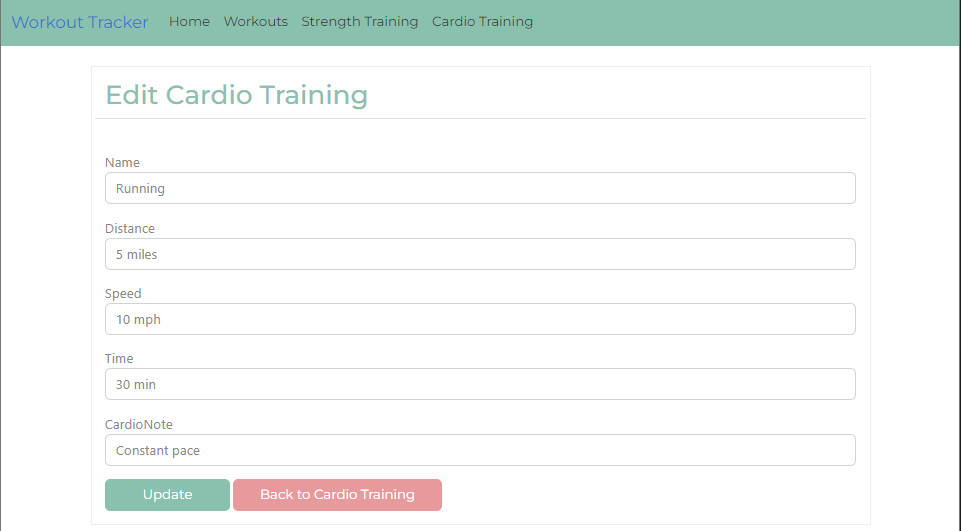 Workout Tracker Home Workouts Strength Training Cardio Training
Edit Cardio Training
Name
Running
Distance
5 miles
Speed
10 mph
Time
30 min
CardioNote
Constant pace
Update Back to Cardio Training